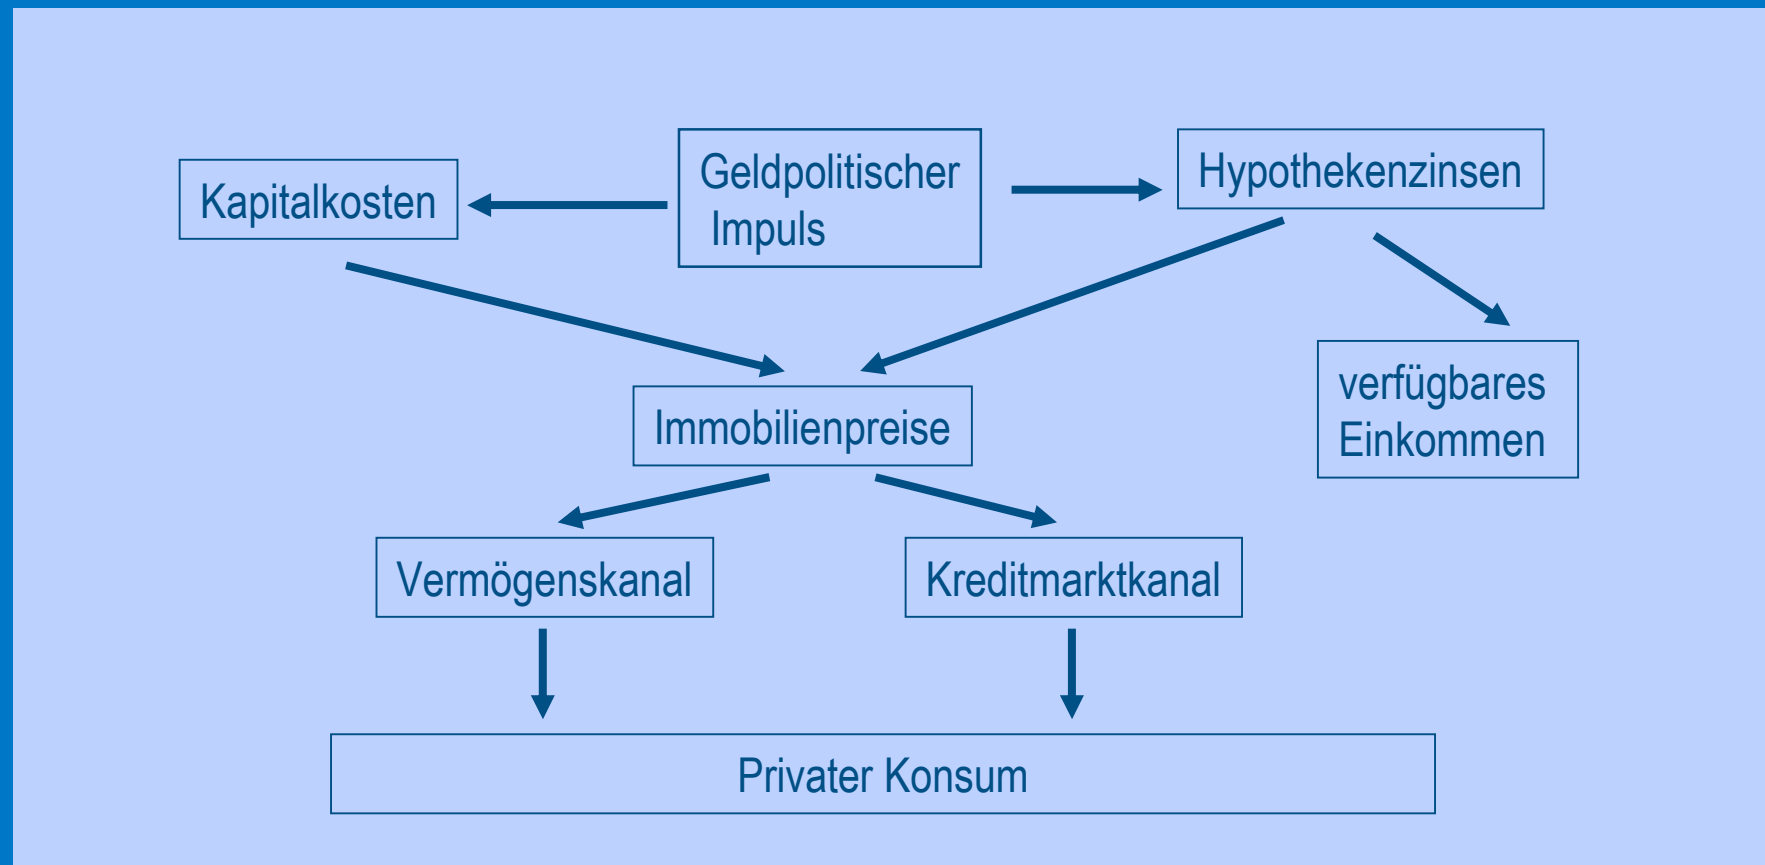 Geldpolitischer
Impuls
Hypothekenzinsen
Kapitalkosten
verfügbares
Einkommen
Immobilienpreise
Vermögenskanal
Kreditmarktkanal
Privater Konsum